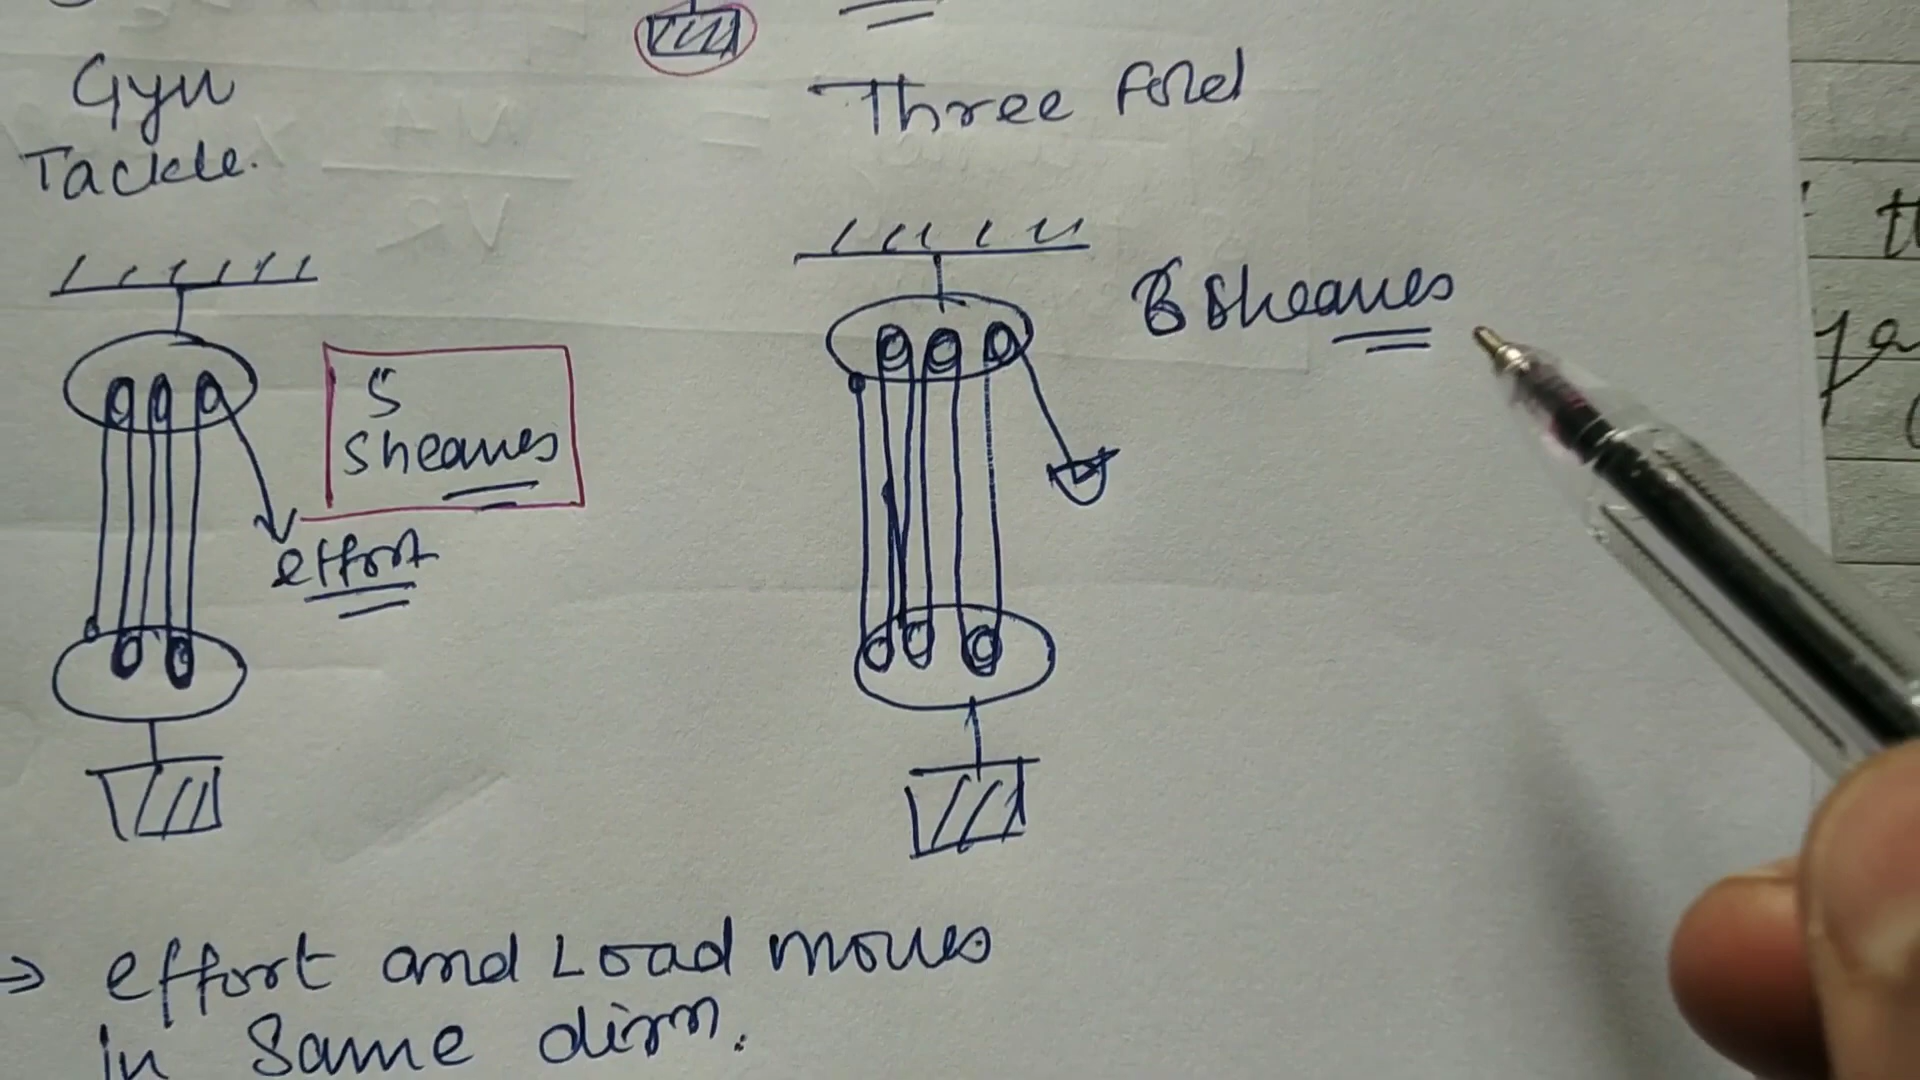 Gyn
Tackle.
Three Fold
5
sheaves
effort
6 Sheaves
→ effort and Load moves
in Same dirn.